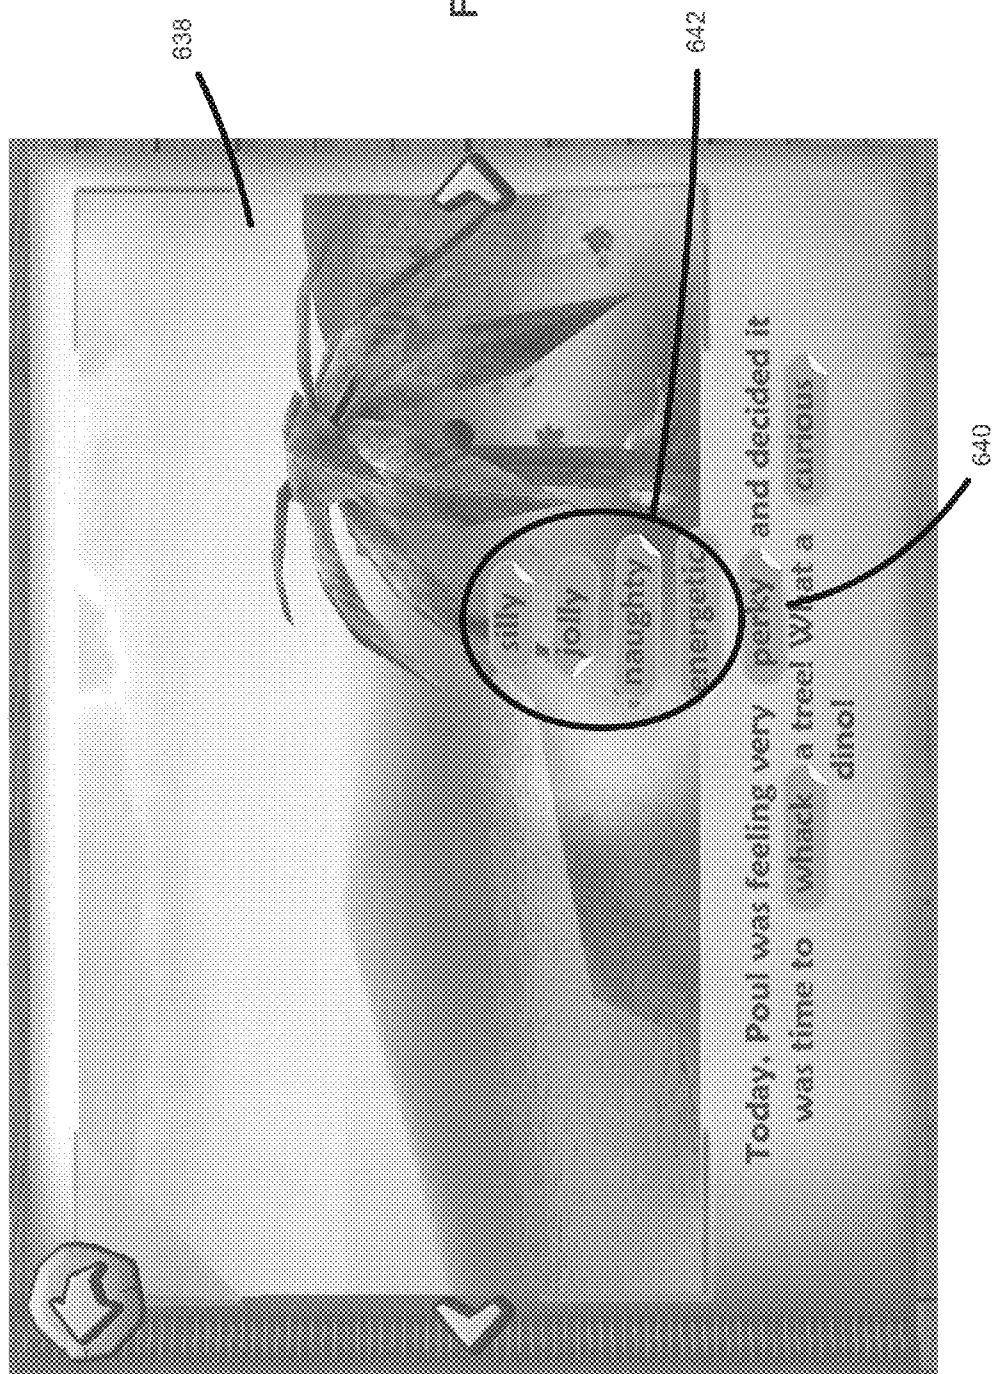 638
642
silly
jolly
naughty
energetic
Today, Poul was feeling very perky and decided it
was time to whack a tree! What a curious
dino!
640